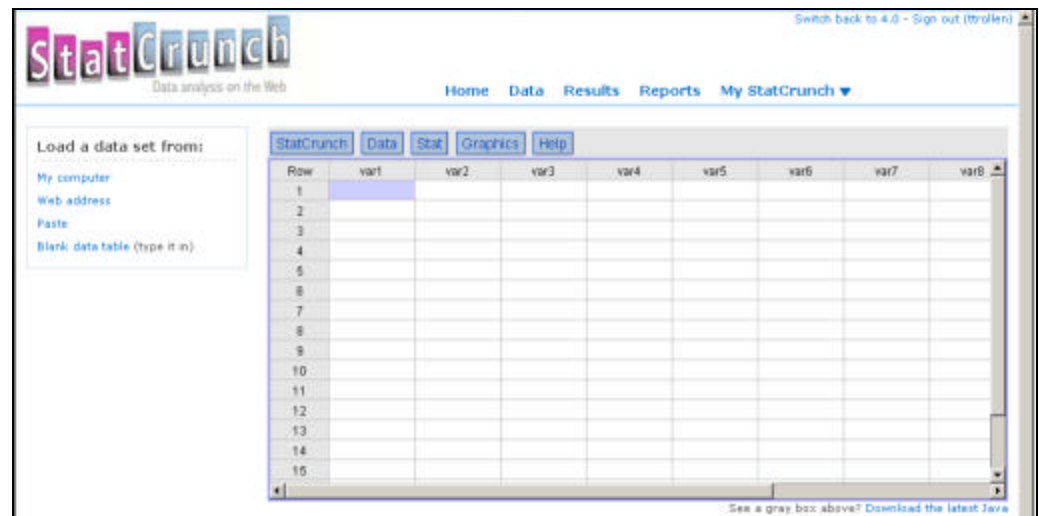 Switch back to 4.0 - Sign out (ttrollen)
StatCrunch
Data analysis on the Web
Home Data Results Reports My StatCrunch
Load a data set from:
My computer
Web address
Paste
Blank data table (type it in)
StatCrunch Data Stat Graphics Help
Row var1 var2 var3 var4 var5 var6 var7 var8
1
2
3
4
5
6
7
8
9
10
11
12
13
14
15
See a gray box above? Download the latest Java